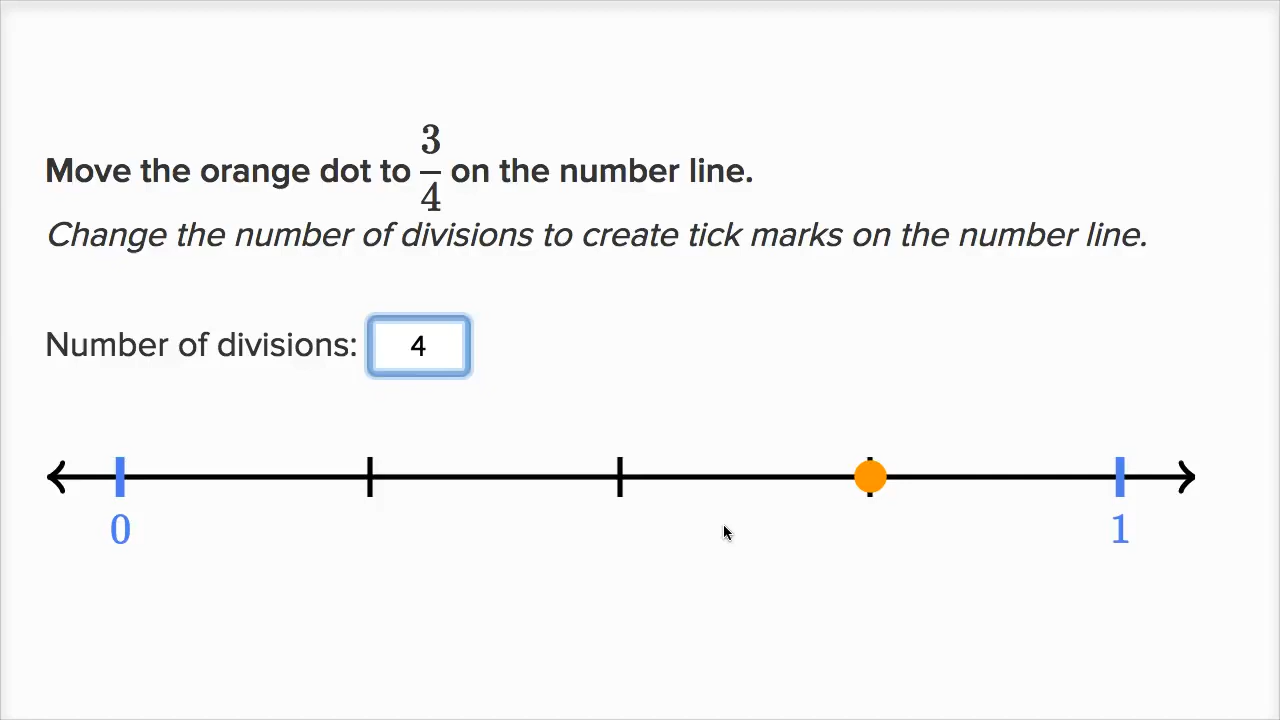 Move the orange dot to 3/4 on the number line.
Change the number of divisions to create tick marks on the number line.
Number of divisions: 4
0 1